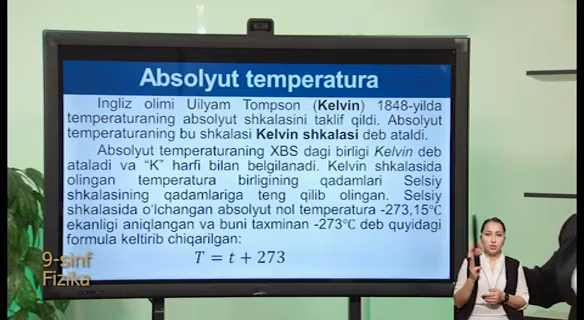 Absolyut temperatura
Ingliz olimi Uilyam Tompson (Kelvin) 1848-yilda
temperaturaning absolyut shkalasini taklif qildi. Absolyut
temperaturaning bu shkalasi Kelvin shkalasi deb ataldi.
Absolyut temperaturaning XBS dagi birligi Kelvin deb
ataladi va “K” harfi bilan belgilanadi. Kelvin shkalasida
olingan temperatura birligining qadamlari Selsiy
shkalasining qadamlariga teng qilib olingan. Selsiy
shkalasida o‘lchangan absolyut nol temperatura -273,15°C
ekanligi aniqlangan va buni taxminan -273°C deb quyidagi
formula keltirib chiqarilgan:
T = t + 273
9-sinf
Fizika